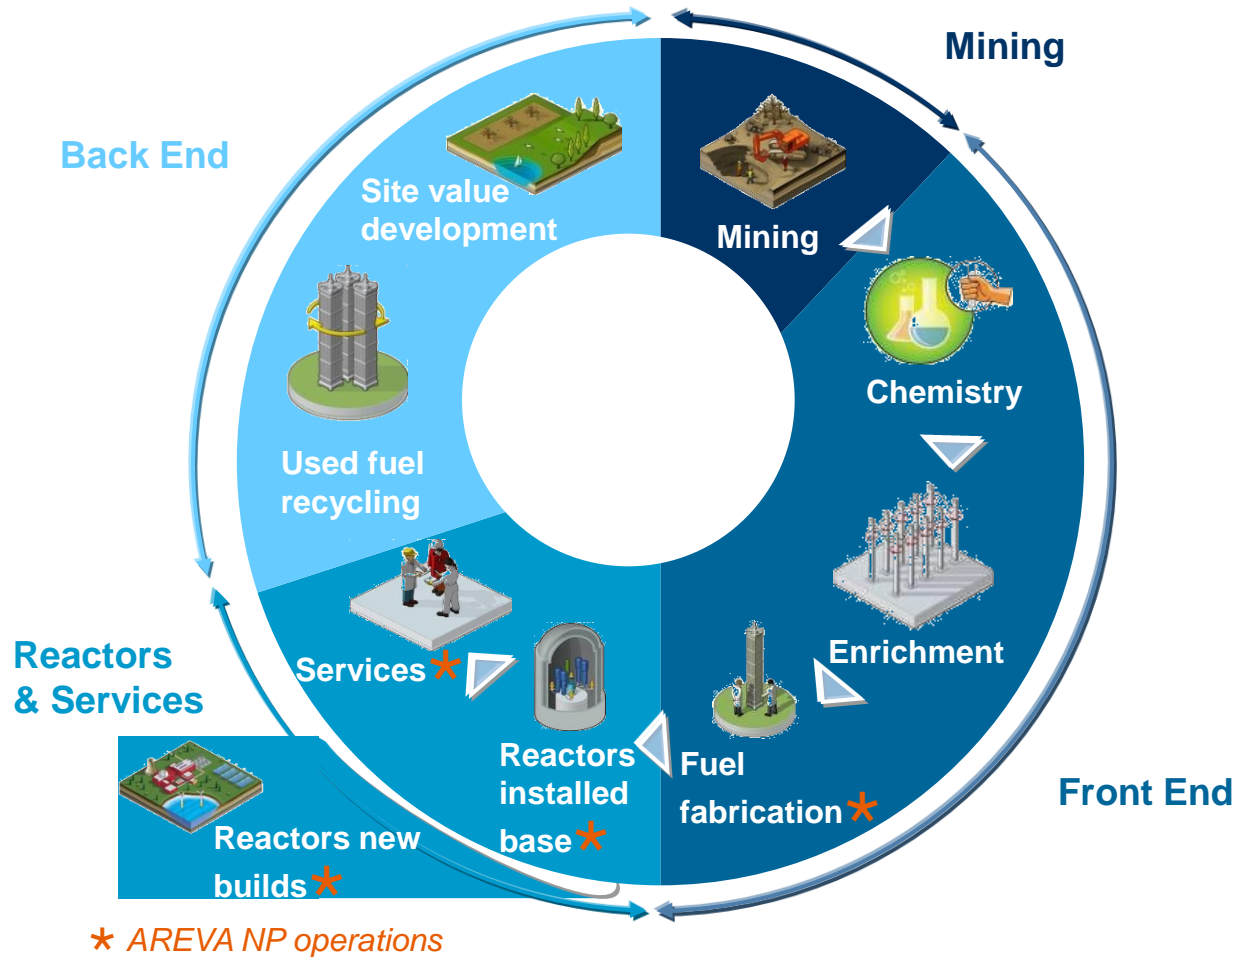 Mining
Back End
Site value
development
Mining
Chemistry
Used fuel
recycling
Enrichment
Services *
Reactors
& Services
Reactors
installed
base *
Fuel
fabrication *
Front End
Reactors new
builds *
* AREVA NP operations